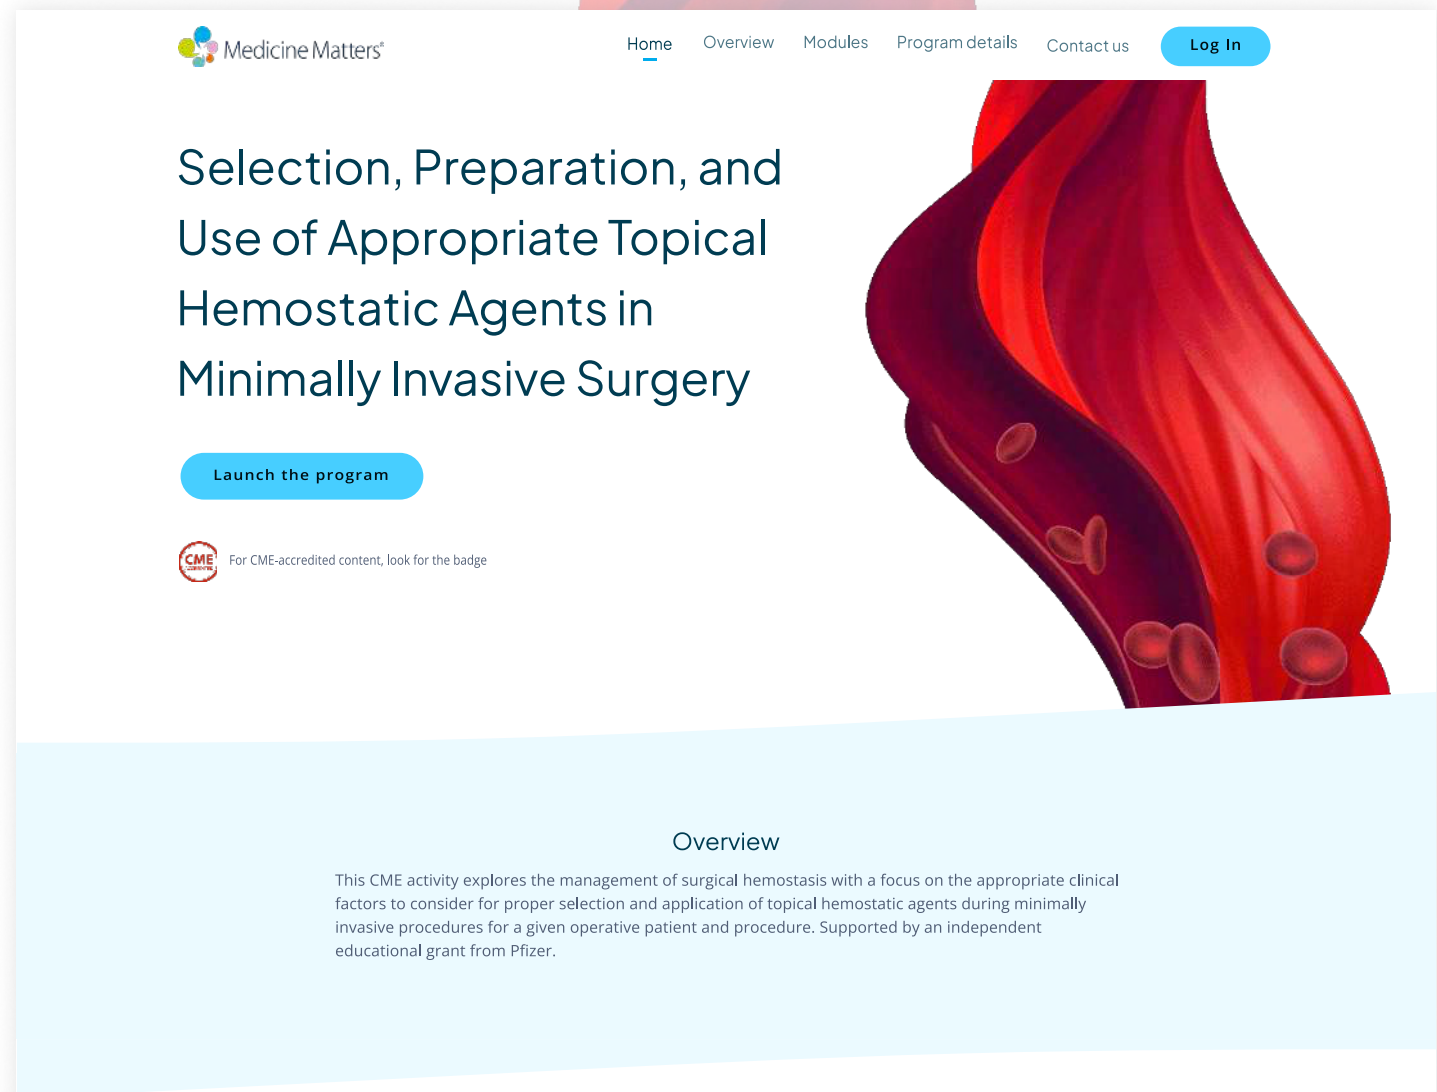 Medicine Matters®
Home Overview Modules Program details Contact us Log In
Selection, Preparation, and
Use of Appropriate Topical
Hemostatic Agents in
Minimally Invasive Surgery
Launch the program
CME
For CME-accredited content, look for the badge
Overview
This CME activity explores the management of surgical hemostasis with a focus on the appropriate clinical
factors to consider for proper selection and application of topical hemostatic agents during minimally
invasive procedures for a given operative patient and procedure. Supported by an independent
educational grant from Pfizer.